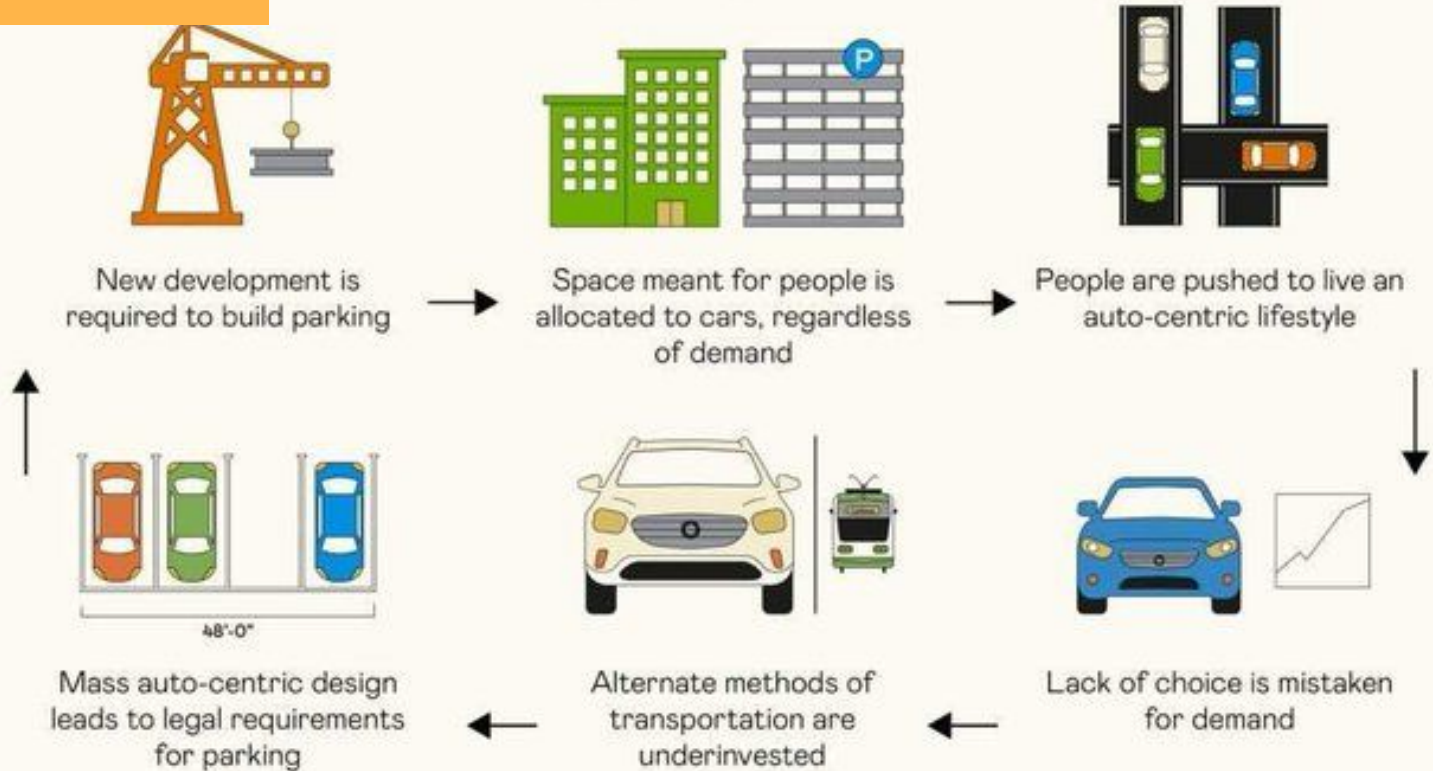 P
New development is
required to build parking
Space meant for people is
allocated to cars, regardless
of demand
People are pushed to live an
auto-centric lifestyle
48'-0"
Mass auto-centric design
leads to legal requirements
for parking
Alternate methods of
transportation are
underinvested
Lack of choice is mistaken
for demand